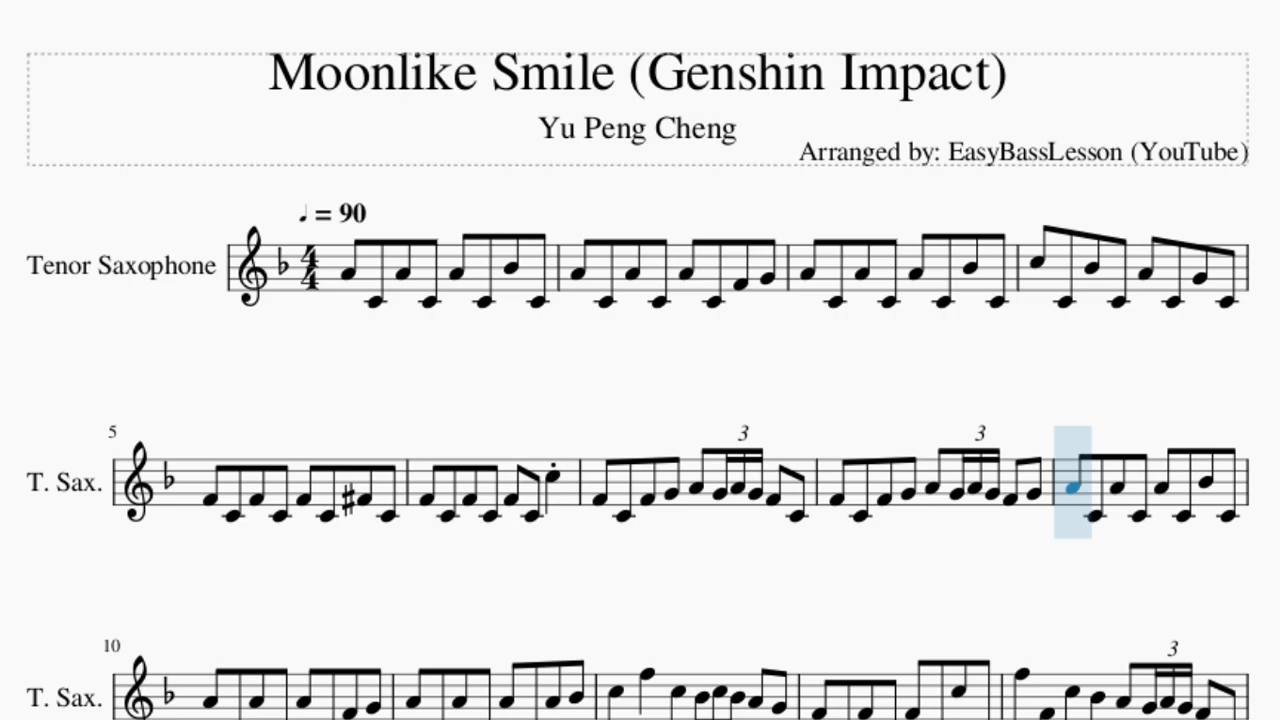 Moonlike Smile (Genshin Impact)
Yu Peng Cheng
Arranged by: EasyBassLesson (YouTube)
♩ = 90
Tenor Saxophone
4
4
5
3
3
T. Sax.
10
3
T. Sax.